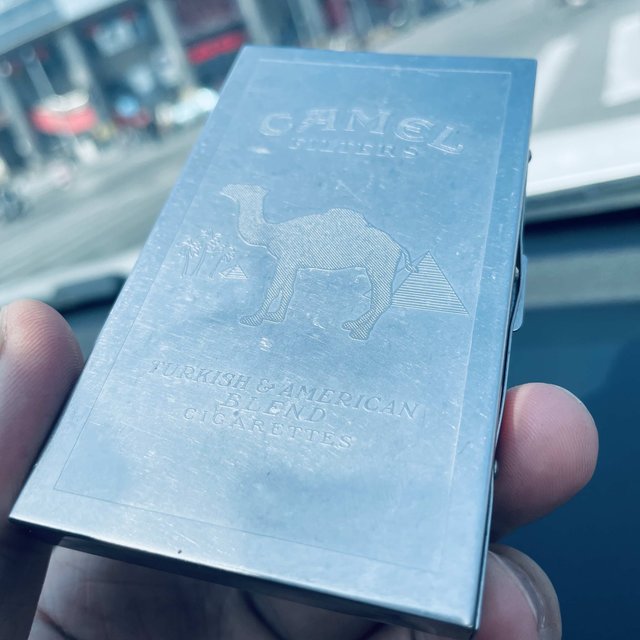 CAMEL
FILTERS
TURKISH & AMERICAN
BLEND
CIGARETTES